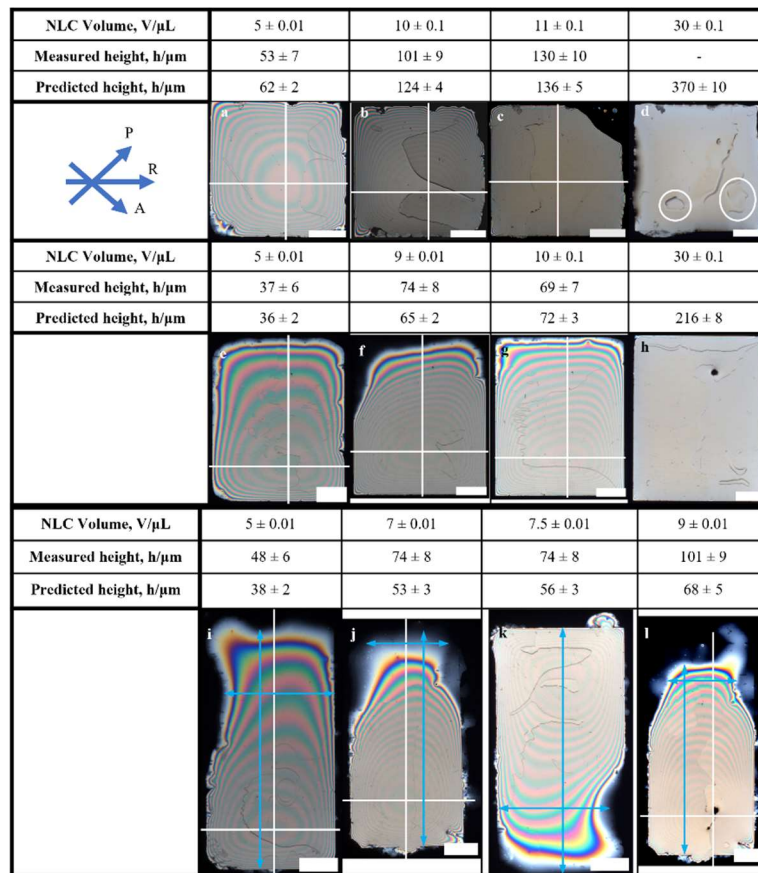 NLC Volume, V/μL 5 ± 0.01 10 ± 0.1 11 ± 0.1 30 ± 0.1
Measured height, h/μm 53 ± 7 101 ± 9 130 ± 10 -
Predicted height, h/μm 62 ± 2 124 ± 4 136 ± 5 370 ± 10
a b c d
P
R
A
NLC Volume, V/μL 5 ± 0.01 9 ± 0.01 10 ± 0.1 30 ± 0.1
Measured height, h/μm 37 ± 6 74 ± 8 69 ± 7
Predicted height, h/μm 36 ± 2 65 ± 2 72 ± 3 216 ± 8
e f g h
NLC Volume, V/μL 5 ± 0.01 7 ± 0.01 7.5 ± 0.01 9 ± 0.01
Measured height, h/μm 48 ± 6 74 ± 8 74 ± 8 101 ± 9
Predicted height, h/μm 38 ± 2 53 ± 3 56 ± 3 68 ± 5
i j k l